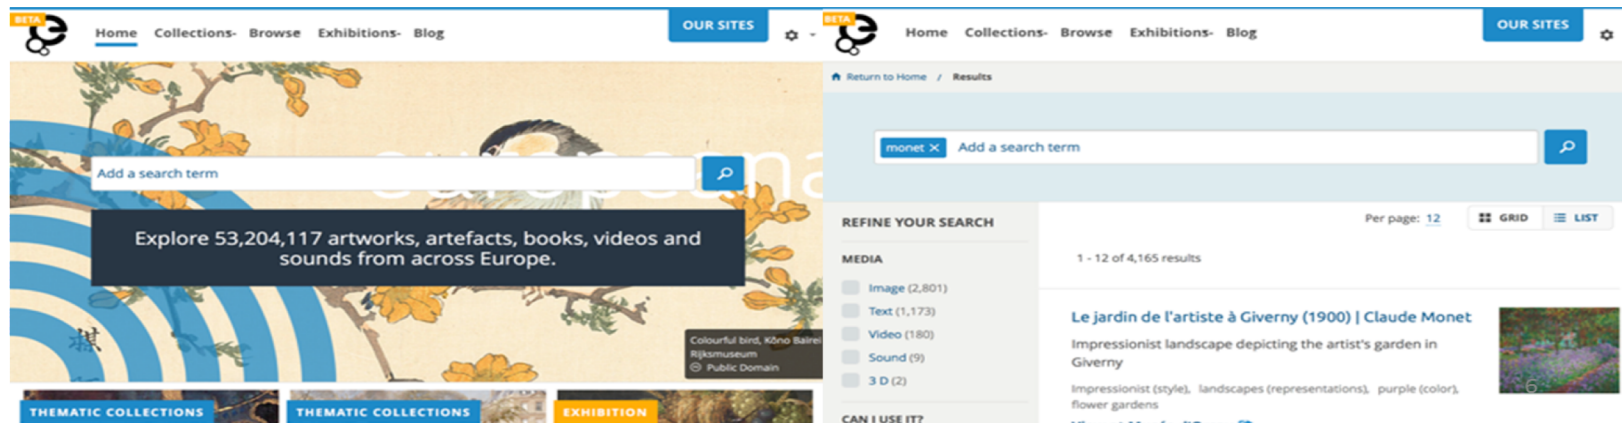 BETA
Home Collections- Browse Exhibitions- Blog
OUR SITES
europeana
Add a search term
Explore 53,204,117 artworks, artefacts, books, videos and
sounds from across Europe.
Colourful bird, Kōno Bairei
Rijksmuseum
Public Domain
THEMATIC COLLECTIONS
THEMATIC COLLECTIONS
EXHIBITION
BETA
Home Collections- Browse Exhibitions- Blog
OUR SITES
Return to Home / Results
monet × Add a search term
REFINE YOUR SEARCH
MEDIA
Image (2,801)
Text (1,173)
Video (180)
Sound (9)
3 D (2)
CAN I USE IT?
Per page: 12 GRID LIST
1 - 12 of 4,165 results
Le jardin de l'artiste à Giverny (1900) | Claude Monet
Impressionist landscape depicting the artist's garden in
Giverny
Impressionist (style), landscapes (representations), purple (color),
flower gardens
6